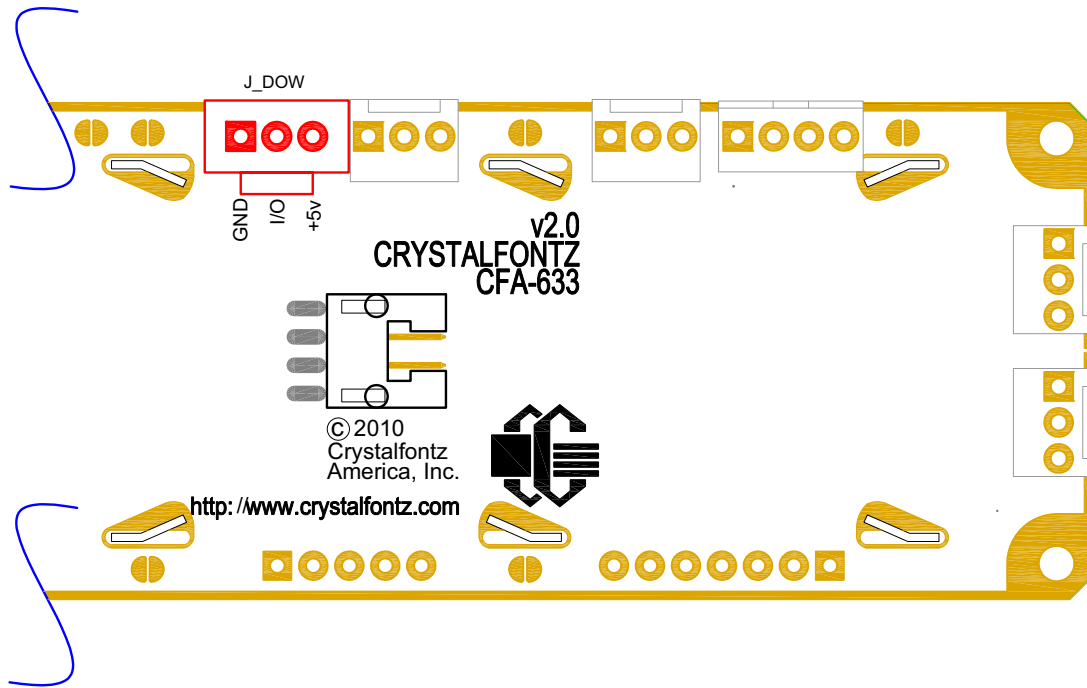 J_DOW
GND
I/O
+5v
v2.0
CRYSTALFONTZ
CFA-633
© 2010
Crystalfontz
America, Inc.
http://www.crystalfontz.com